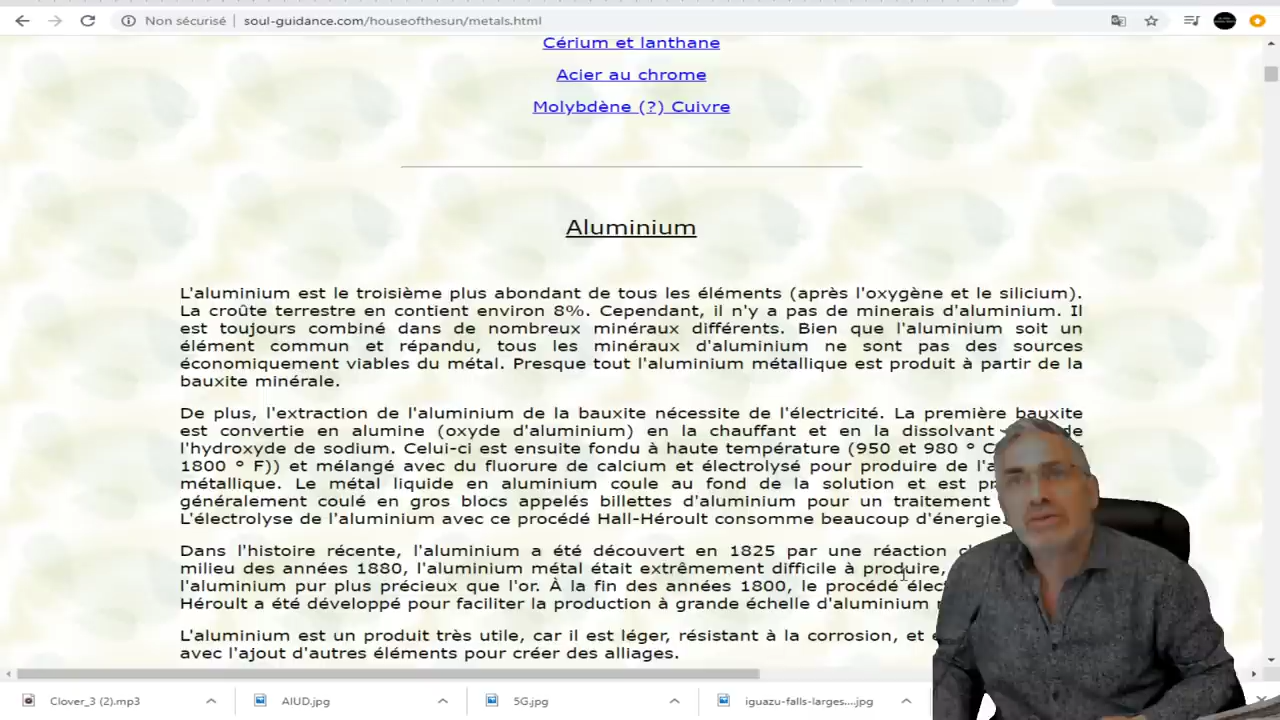 Non sécurisé | soul-guidance.com/houseofthesun/metals.html
Cérium et lanthane
Acier au chrome
Molybdène (?) Cuivre
Aluminium
L'aluminium est le troisième plus abondant de tous les éléments (après l'oxygène et le silicium).
La croûte terrestre en contient environ 8%. Cependant, il n'y a pas de minerais d'aluminium. Il
est toujours combiné dans de nombreux minéraux différents. Bien que l'aluminium soit un
élément commun et répandu, tous les minéraux d'aluminium ne sont pas des sources
économiquement viables du métal. Presque tout l'aluminium métallique est produit à partir de la
bauxite minérale.
De plus, l'extraction de l'aluminium de la bauxite nécessite de l'électricité. La première bauxite
est convertie en alumine (oxyde d'aluminium) en la chauffant et en la dissolvant de
l'hydroxyde de sodium. Celui-ci est ensuite fondu à haute température (950 et 980 ° C
1800 ° F)) et mélangé avec du fluorure de calcium et électrolysé pour produire de
métallique. Le métal liquide en aluminium coule au fond de la solution et est
généralement coulé en gros blocs appelés billettes d'aluminium pour un traitement
L'électrolyse de l'aluminium avec ce procédé Hall-Héroult consomme beaucoup d'énergie.
Dans l'histoire récente, l'aluminium a été découvert en 1825 par une réaction
milieu des années 1880, l'aluminium métal était extrêmement difficile à produire,
l'aluminium pur plus précieux que l'or. À la fin des années 1800, le procédé
Héroult a été développé pour faciliter la production à grande échelle d'aluminium
L'aluminium est un produit très utile, car il est léger, résistant à la corrosion, et
avec l'ajout d'autres éléments pour créer des alliages.
Clover_3 (2).mp3 AIUD.jpg 5G.jpg iguazu-falls-larges....jpg